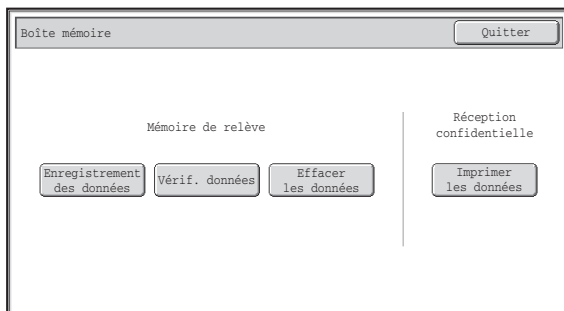 Boîte mémoire
Quitter
Mémoire de relève
Réception
confidentielle
Enregistrement
des données
Vérif. données
Effacer
les données
Imprimer
les données